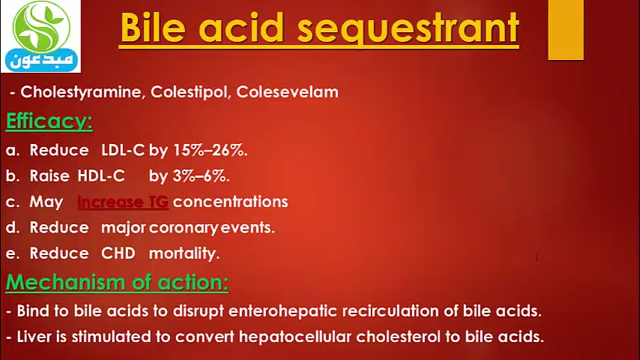 Bile acid sequestrant
مبدعون
- Cholestyramine, Colestipol, Colesevelam
Efficacy:
a. Reduce LDL-C by 15%–26%.
b. Raise HDL-C by 3%–6%.
c. May increase TG concentrations
d. Reduce major coronary events.
e. Reduce CHD mortality.
Mechanism of action:
- Bind to bile acids to disrupt enterohepatic recirculation of bile acids.
- Liver is stimulated to convert hepatocellular cholesterol to bile acids.